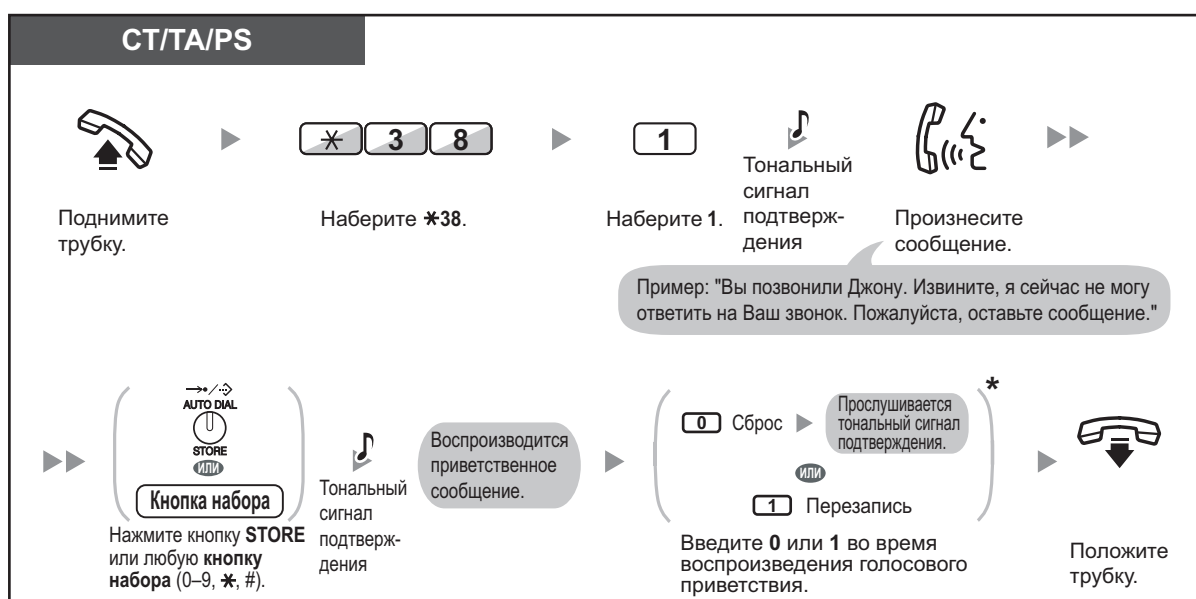 CT/TA/PS
✳ 3 8
1
Поднимите
трубку.
Наберите ✳38.
Наберите 1.
Тональный
сигнал
подтверж-
дения
Произнесите
сообщение.
Пример: "Вы позвонили Джону. Извините, я сейчас не могу
ответить на Ваш звонок. Пожалуйста, оставьте сообщение."
AUTO DIAL
STORE
или
Кнопка набора
Нажмите кнопку STORE
или любую кнопку
набора (0–9, ✳, #).
Тональный
сигнал
подтверж-
дения
Воспроизводится
приветственное
сообщение.
0 Сброс
Прослушивается
тональный сигнал
подтверждения.
*
или
1 Перезапись
Введите 0 или 1 во время
воспроизведения голосового
приветствия.
Положите
трубку.